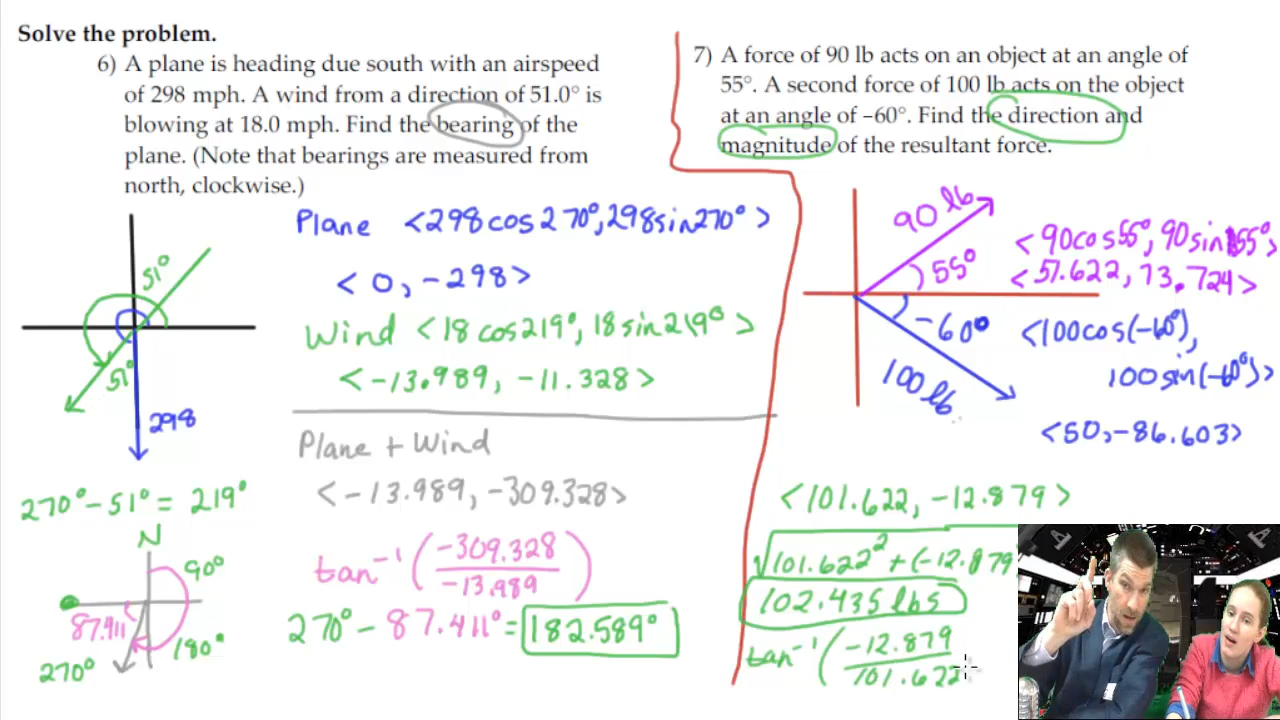 Solve the problem.
6) A plane is heading due south with an airspeed
of 298 mph. A wind from a direction of 51.0° is
blowing at 18.0 mph. Find the bearing of the
plane. (Note that bearings are measured from
north, clockwise.)
51°
51°
298
270° - 51° = 219°
N
90°
87.411
180°
270°
Plane <298cos270°, 298sin270°>
<0, -298>
Wind <18cos219°, 18sin219°>
<-13.989, -11.328>
Plane + Wind
<-13.989, -309.328>
tan⁻¹(-309.328/-13.989)
270° - 87.411° = 182.589°
7) A force of 90 lb acts on an object at an angle of
55°. A second force of 100 lb acts on the object
at an angle of –60°. Find the direction and
magnitude of the resultant force.
90 lb
55°
<90cos55°, 90sin55°>
<57.622, 73.724>
-60°
100 lb
<100cos(-60°),
100sin(-60°)>
<50, -86.603>
<101.622, -12.879>
√101.622² + (-12.879
102.435 lbs
tan⁻¹(-12.879/101.622